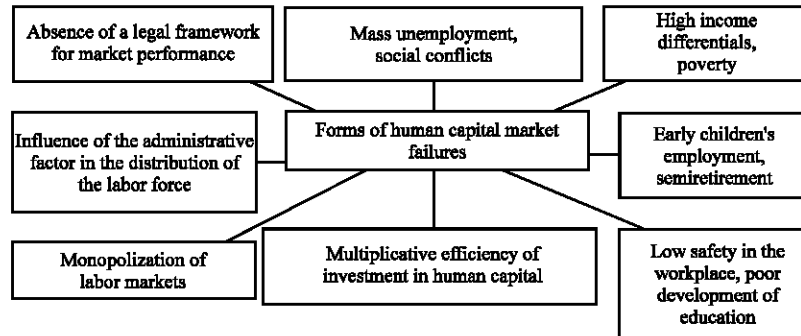 Absence of a legal framework
for market performance
Mass unemployment,
social conflicts
High income
differentials,
poverty
Influence of the administrative
factor in the distribution of
the labor force
Forms of human capital market
failures
Early children's
employment,
semiretirement
Monopolization of
labor markets
Multiplicative efficiency of
investment in human capital
Low safety in the
workplace, poor
development of
education